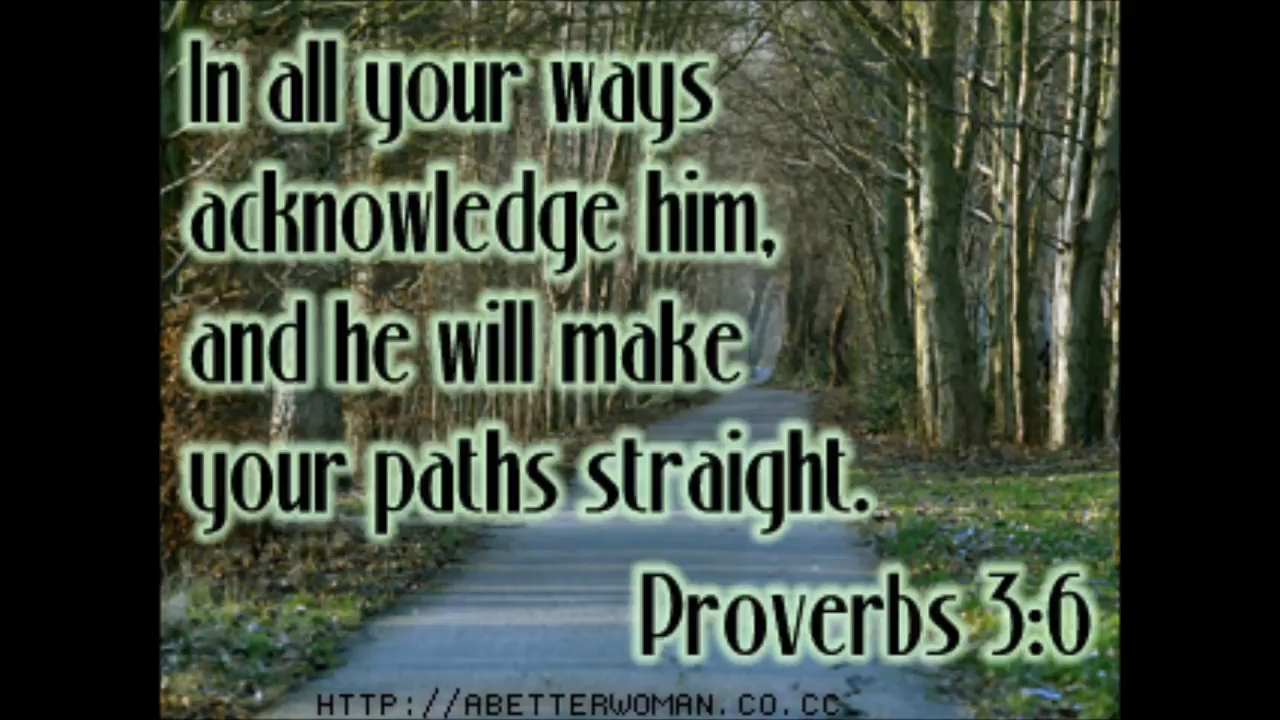 In all your ways
acknowledge him,
and he will make
your paths straight.
Proverbs 3:6
HTTP://ABETTERWOMAN.CO.CC